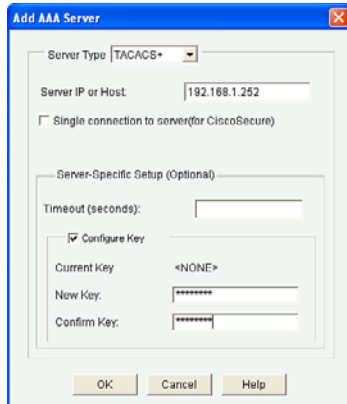 Add AAA Server
Server Type TACACS+
Server IP or Host: 192.168.1.252
Single connection to server(for CiscoSecure)
Server-Specific Setup (Optional)
Timeout (seconds):
Configure Key
Current Key <NONE>
New Key: ********
Confirm Key: ********
OK Cancel Help